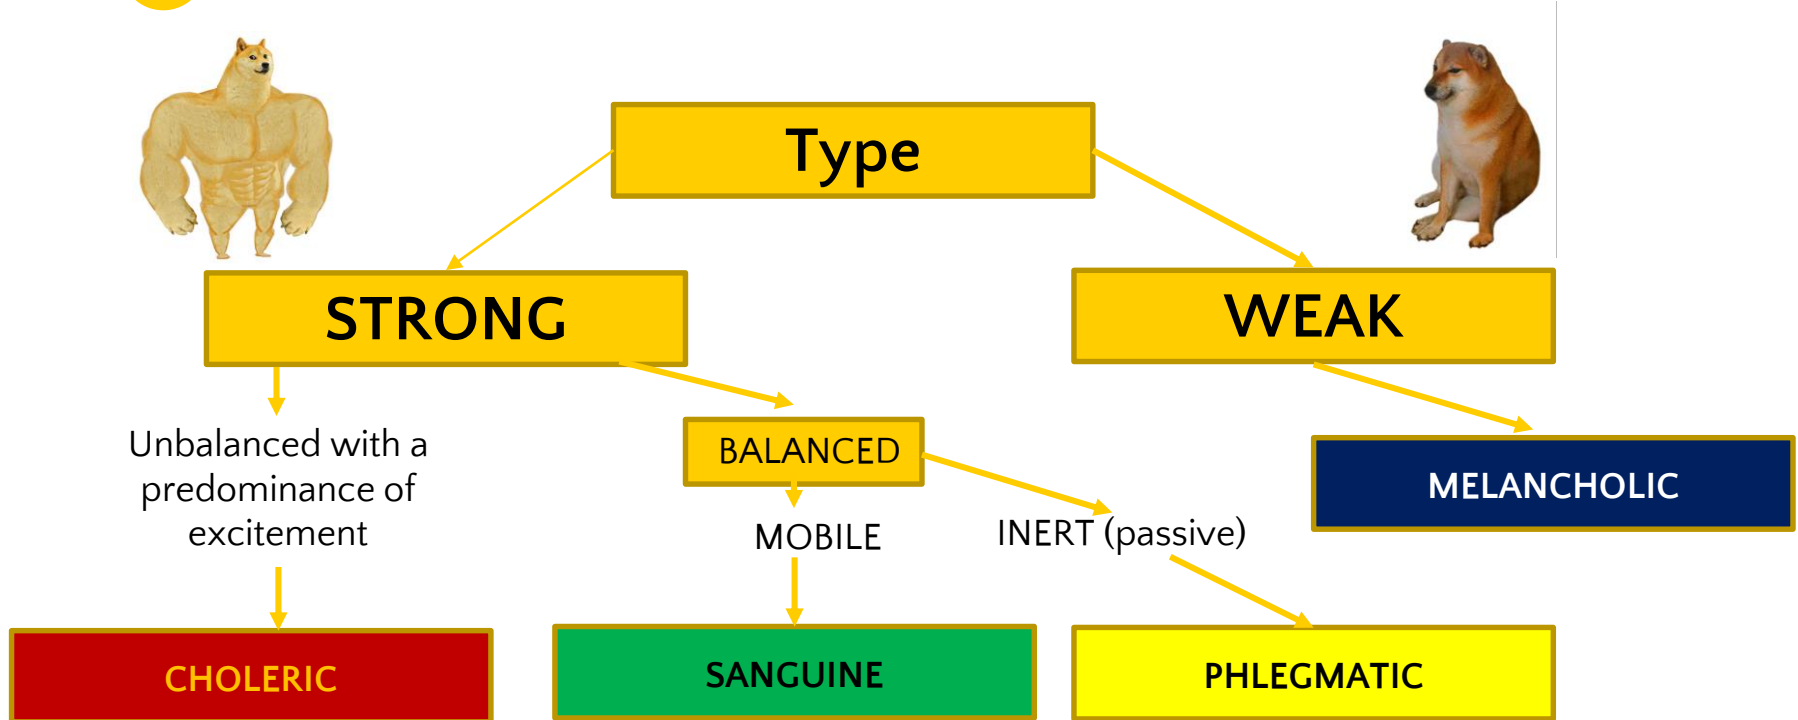 Type
STRONG
WEAK
Unbalanced with a
predominance of
excitement
BALANCED
MELANCHOLIC
MOBILE
INERT (passive)
CHOLERIC
SANGUINE
PHLEGMATIC